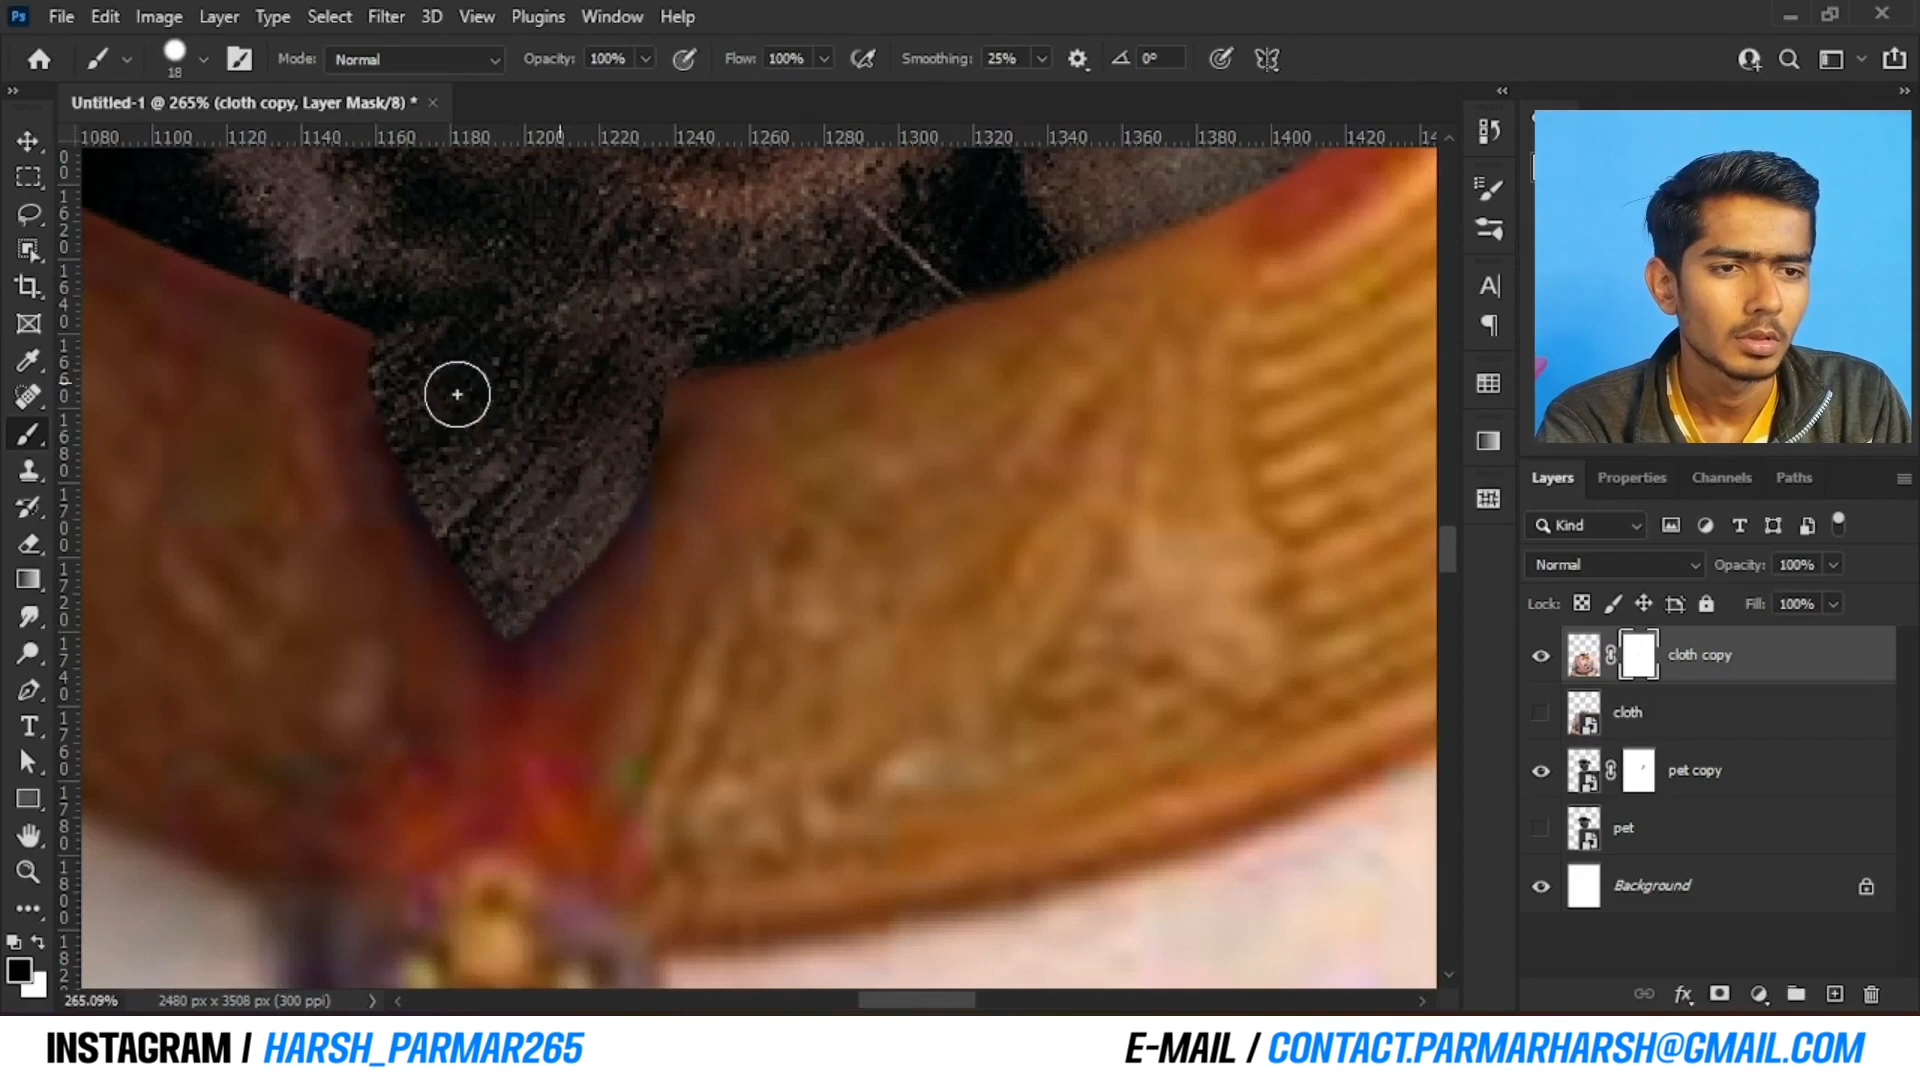 Ps File Edit Image Layer Type Select Filter 3D View Plugins Window Help
18 Mode: Normal Opacity: 100% Flow: 100% Smoothing: 25% 0°
Untitled-1 @ 265% (cloth copy, Layer Mask/8) * ×
1080 1100 1120 1140 1160 1180 1200 1220 1240 1260 1280 1300 1320 1340 1360 1380 1400 1420
Layers Properties Channels Paths
Kind
Normal Opacity: 100%
Lock: Fill: 100%
cloth copy
cloth
pet copy
pet
Background
265.09% 2480 px x 3508 px (300 ppi)
INSTAGRAM / HARSH_PARMAR265 E-MAIL / CONTACT.PARMARHARSH@GMAIL.COM